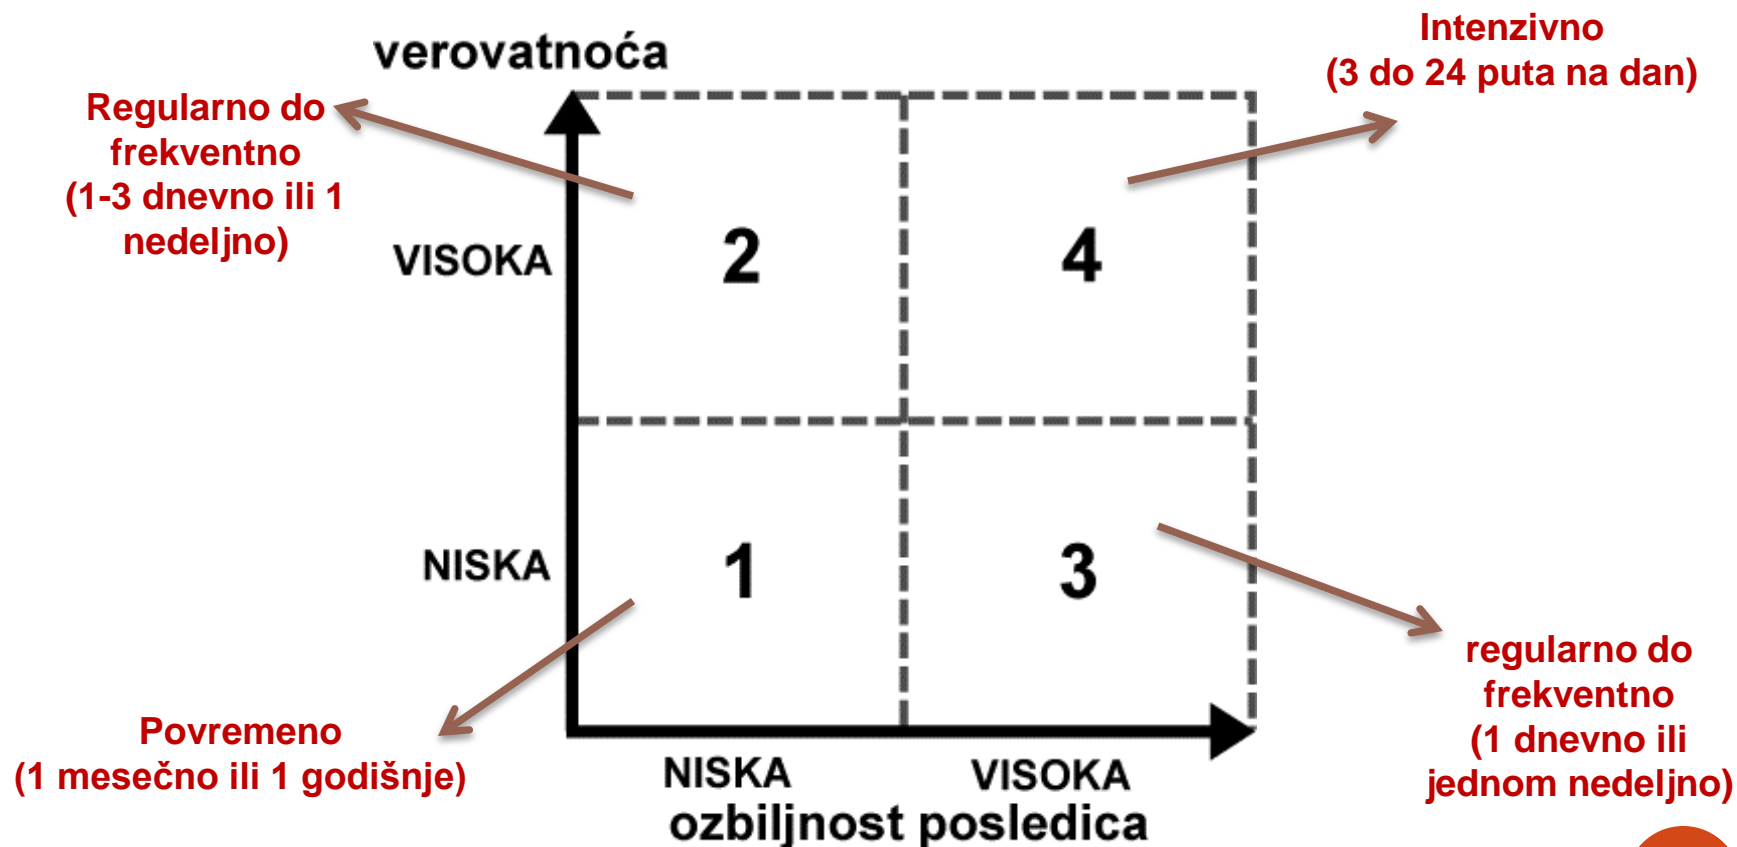 verovatnoća
Intenzivno
(3 do 24 puta na dan)
Regularno do
frekventno
(1-3 dnevno ili 1
nedeljno)
VISOKA
2
4
NISKA
1
3
Povremeno
(1 mesečno ili 1 godišnje)
regularno do
frekventno
(1 dnevno ili
jednom nedeljno)
NISKA
VISOKA
ozbiljnost posledica